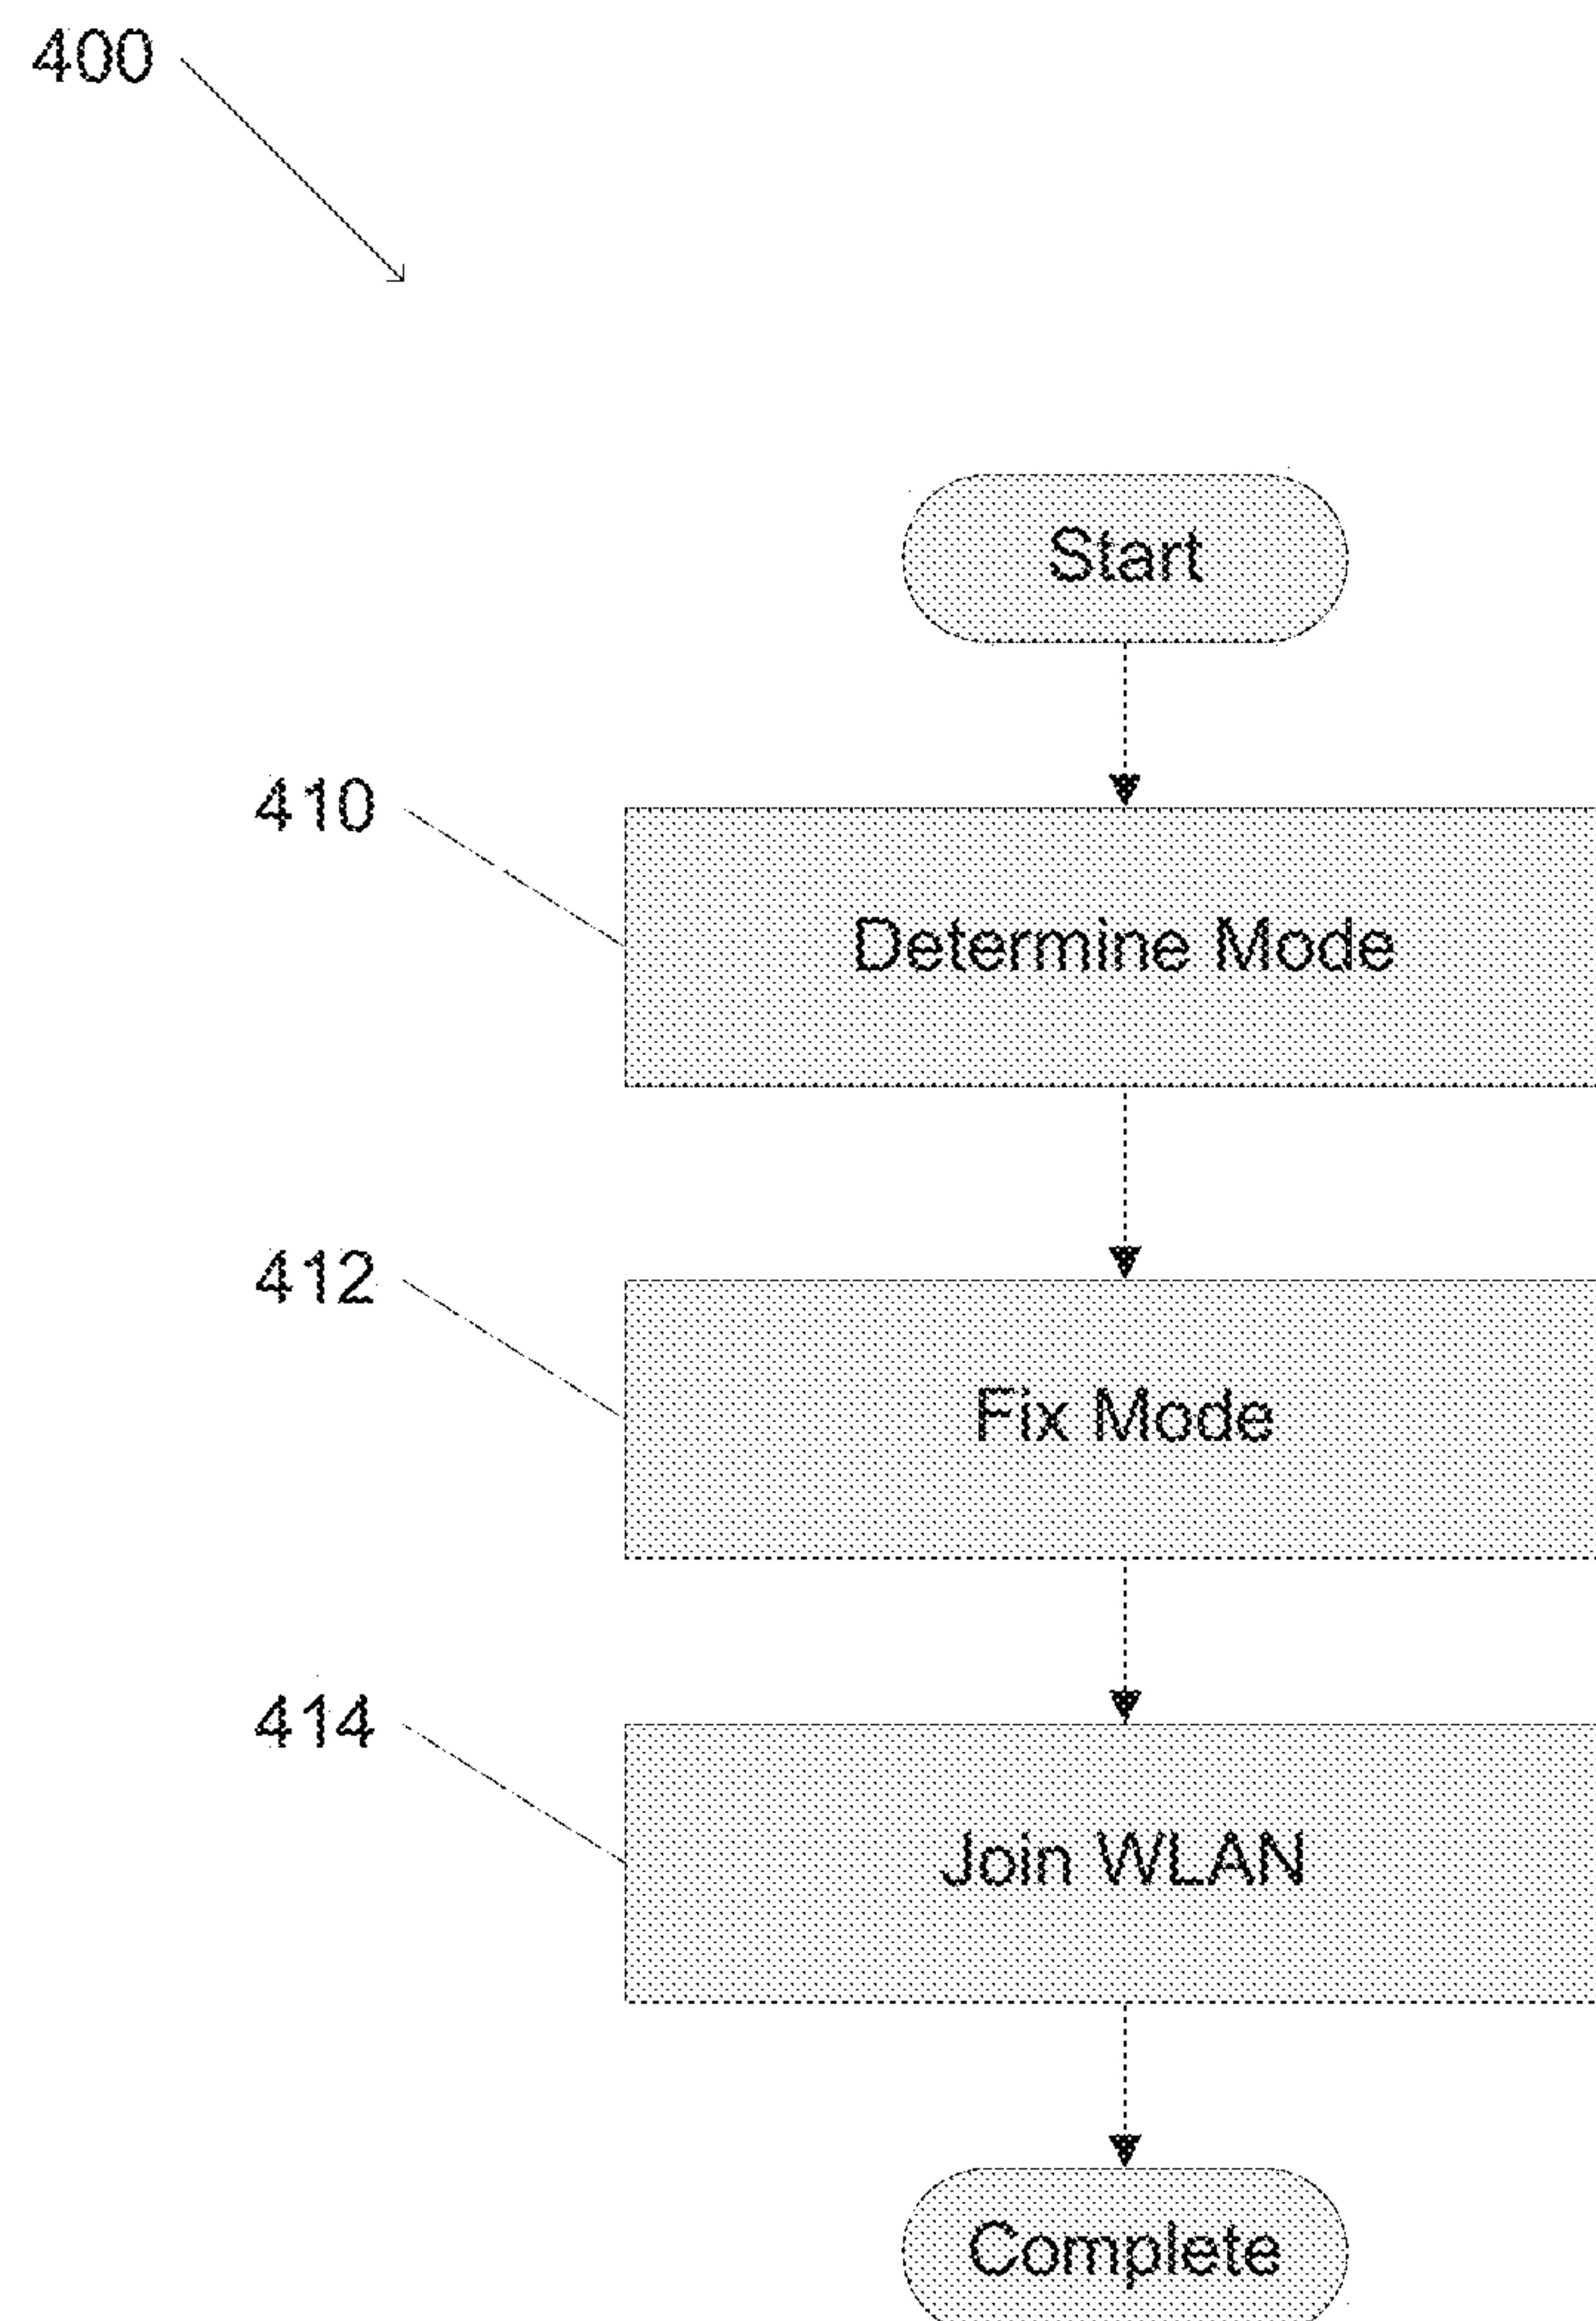 400
Start
410
Determine Mode
412
Fix Mode
414
Join WLAN
Complete